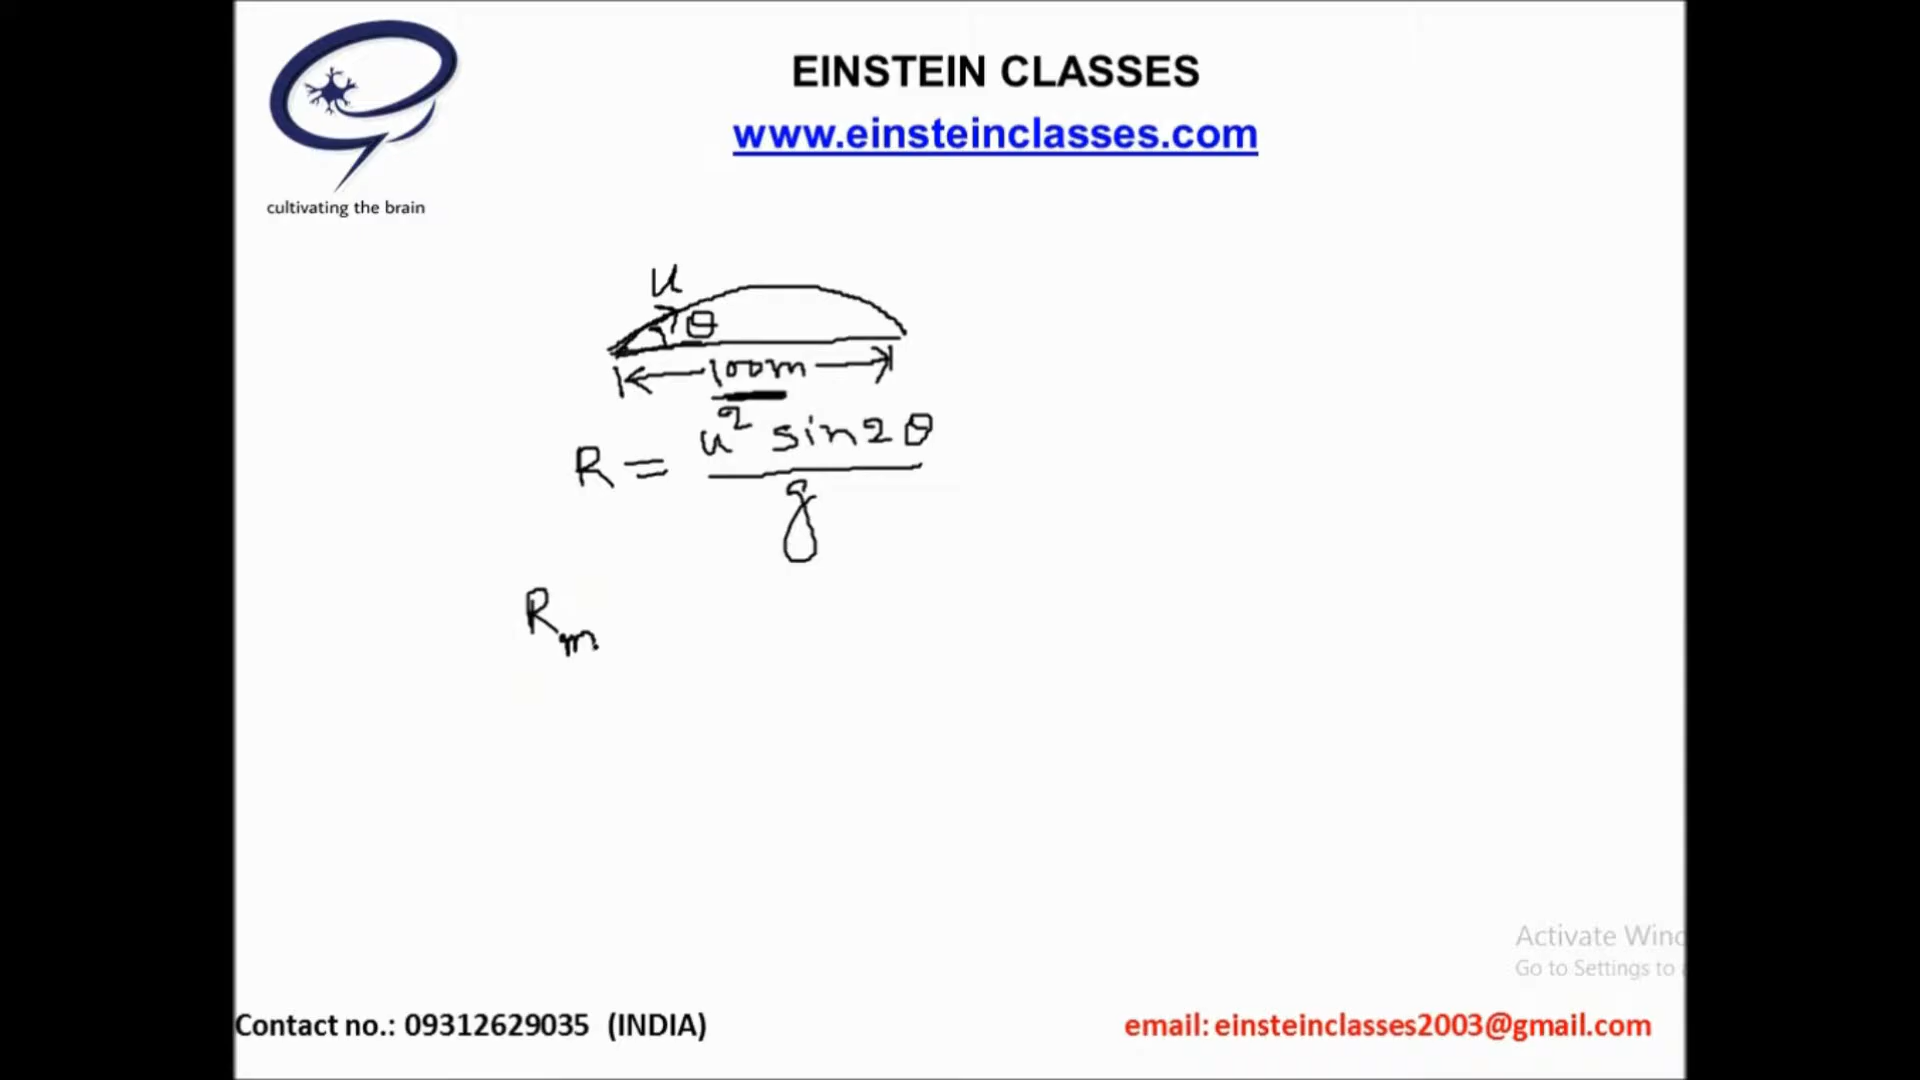 EINSTEIN CLASSES
www.einsteinclasses.com
cultivating the brain
u
θ
100m
R = u² sin2θ
g
Rm
Activate Wind
Go to Settings to a
Contact no.: 09312629035 (INDIA)
email: einsteinclasses2003@gmail.com